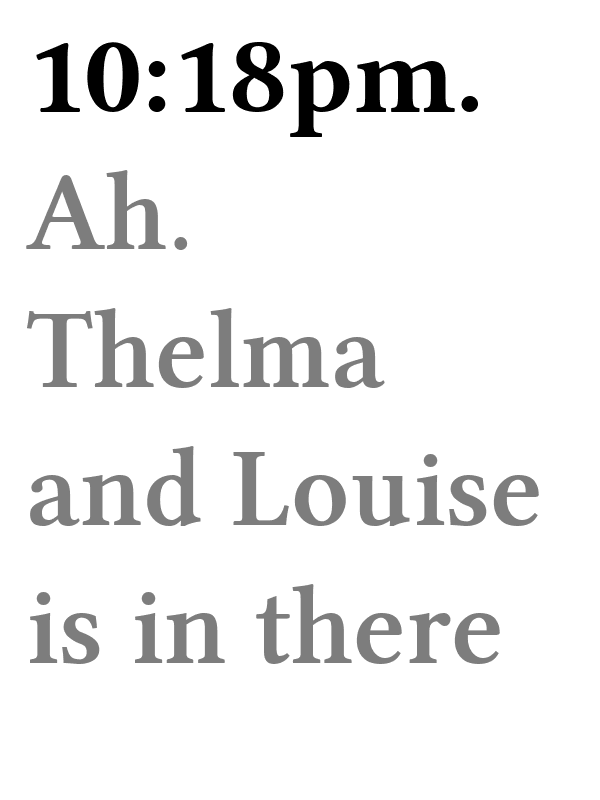 10:18pm.
Ah.
Thelma
and Louise
is in there